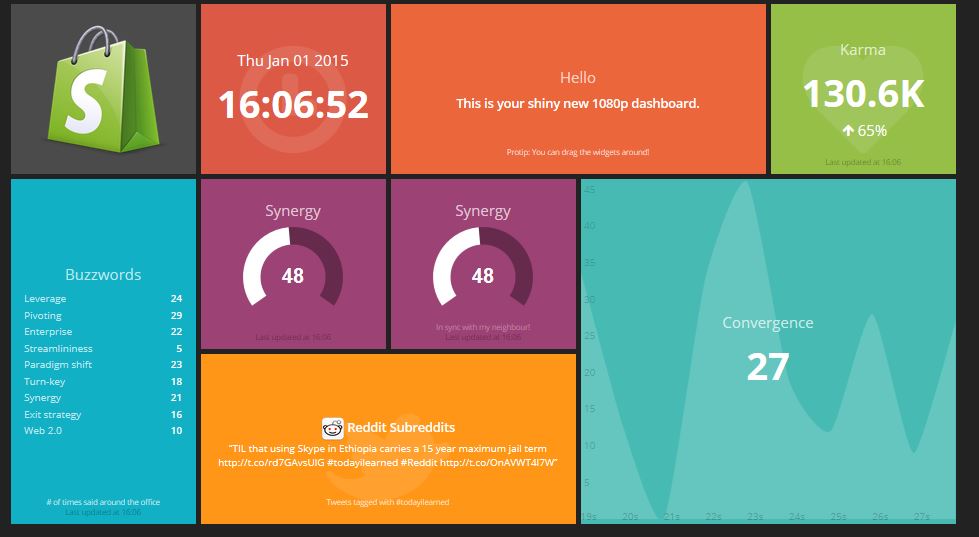 S
Thu Jan 01 2015
16:06:52
Hello
This is your shiny new 1080p dashboard.
Protip: You can drag the widgets around!
Karma
130.6K
65%
Last updated at 16:06
Buzzwords
Leverage 24
Pivoting 29
Enterprise 22
Streamlininess 5
Paradigm shift 23
Turn-key 18
Synergy 21
Exit strategy 16
Web 2.0 10
# of times said around the office
Last updated at 16:06
Synergy
48
Last updated at 16:06
Synergy
48
In sync with my neighbour!
Last updated at 16:06
Reddit Subreddits
"TIL that using Skype in Ethiopia carries a 15 year maximum jail term
http://t.co/rd7GAvsUIG #todayilearned #Reddit http://t.co/OnAVWT4I7W"
Tweets tagged with #todayilearned
Convergence
27
45
40
35
30
25
20
15
10
5
19s 20s 21s 22s 23s 24s 25s 26s 27s